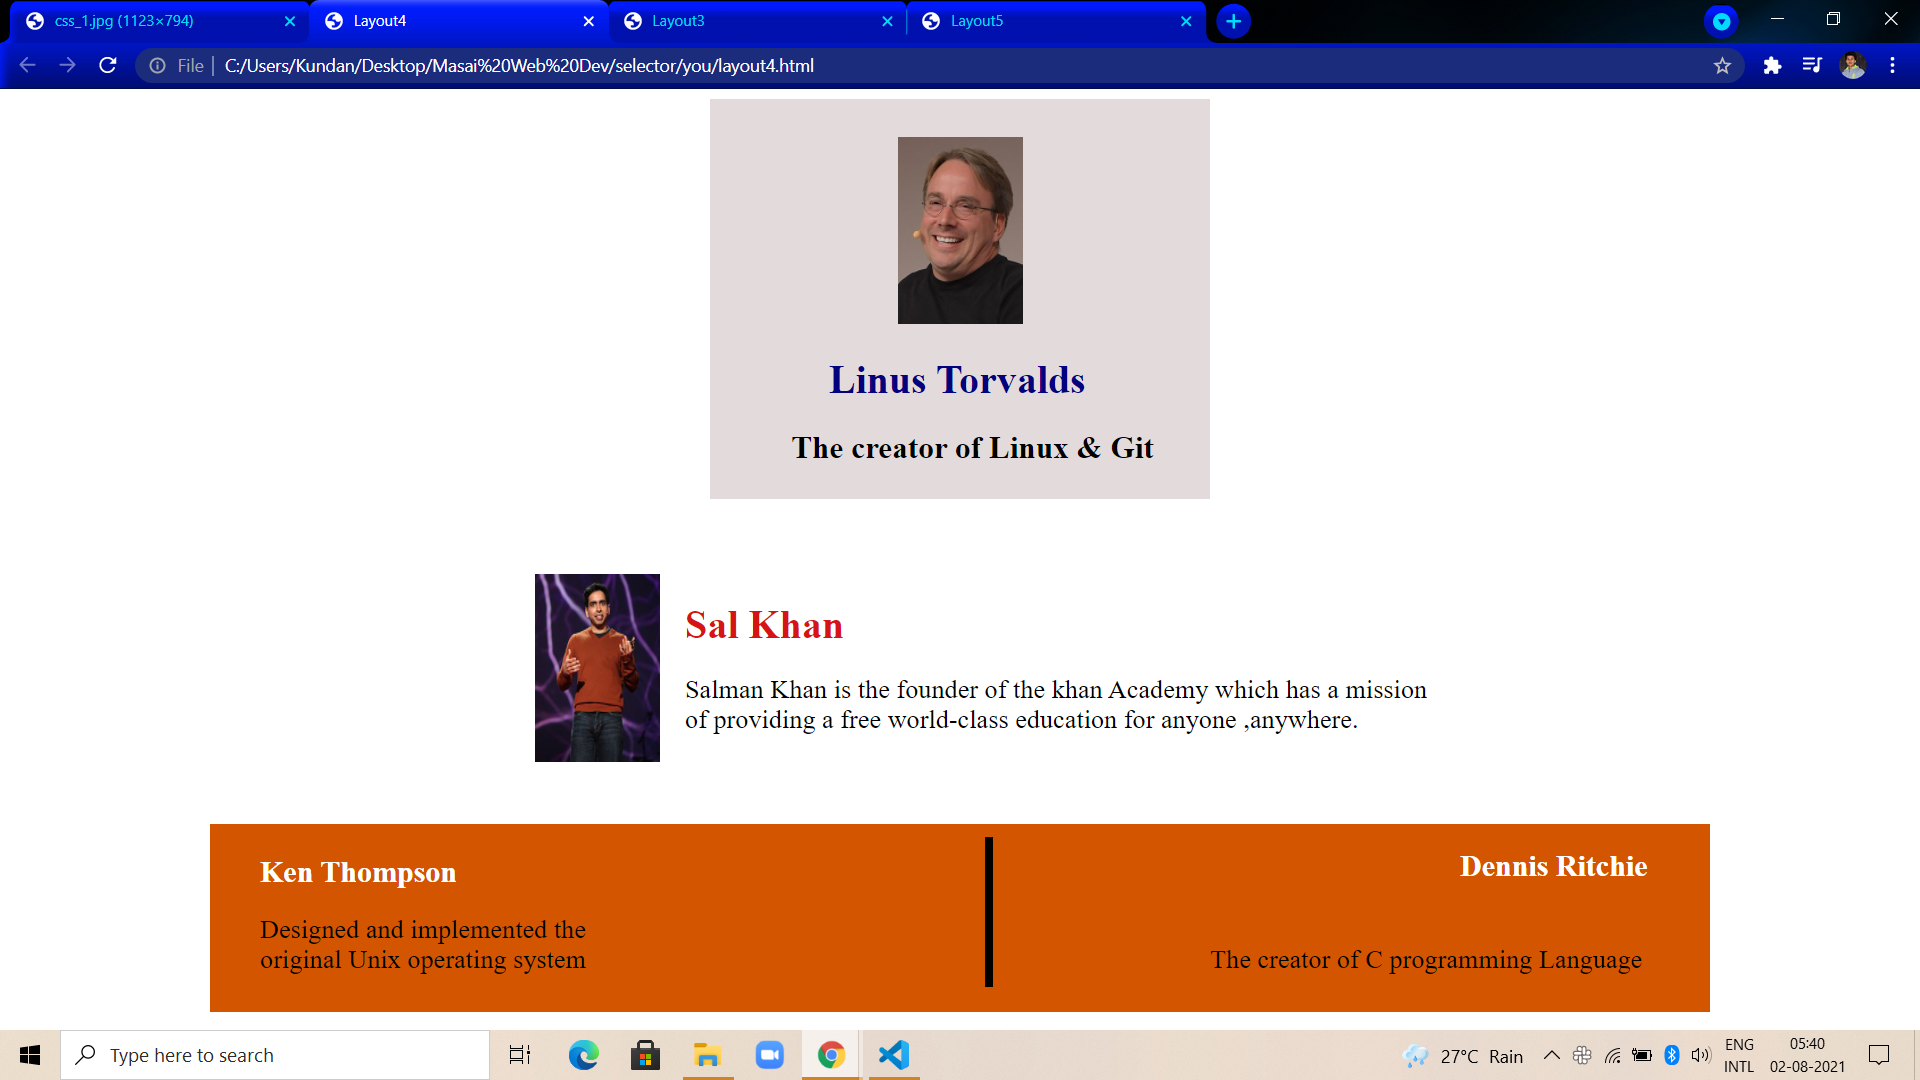 css_1.jpg (1123×794)
Layout4
Layout3
Layout5
File
C:/Users/Kundan/Desktop/Masai%20Web%20Dev/selector/you/layout4.html
Linus Torvalds
The creator of Linux & Git
Sal Khan
Salman Khan is the founder of the khan Academy which has a mission
of providing a free world-class education for anyone ,anywhere.
Ken Thompson
Designed and implemented the
original Unix operating system
Dennis Ritchie
The creator of C programming Language
Type here to search
27°C Rain
ENG
INTL
05:40
02-08-2021